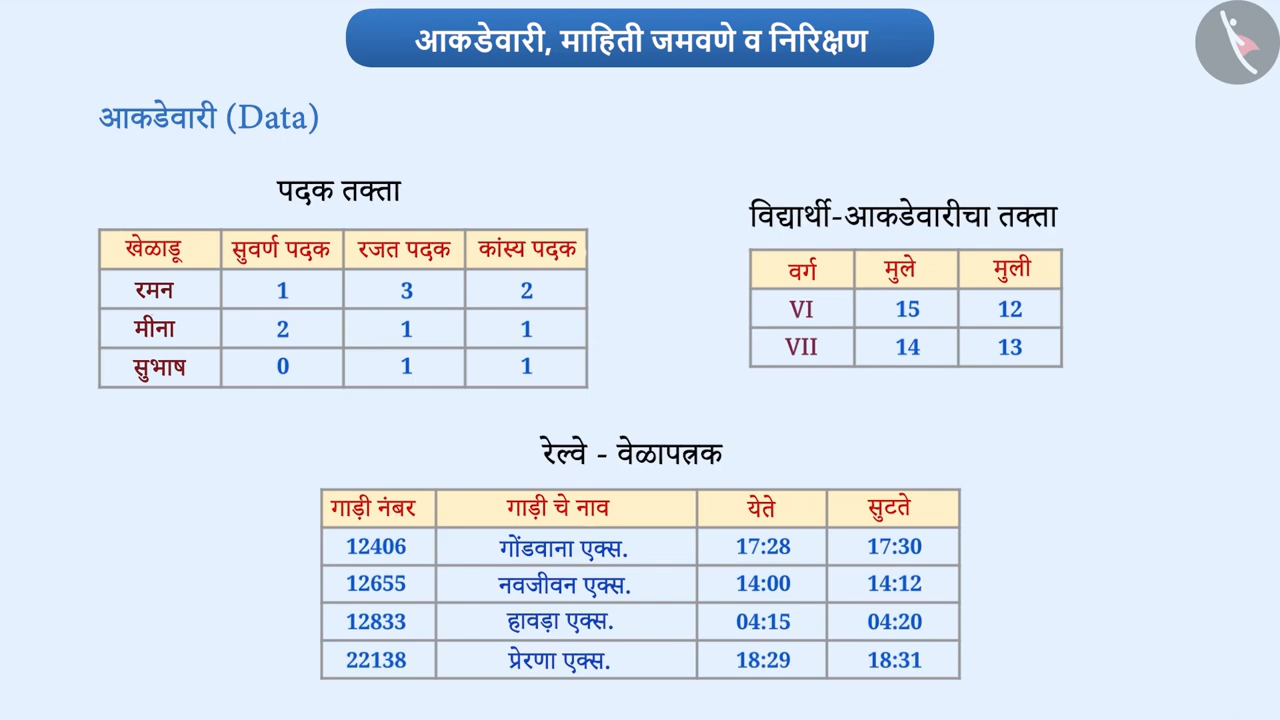 आकडेवारी, माहिती जमवणे व निरिक्षण
आकडेवारी (Data)
पदक तक्ता
खेळाडू सुवर्ण पदक रजत पदक कांस्य पदक
रमन 1 3 2
मीना 2 1 1
सुभाष 0 1 1
विद्यार्थी-आकडेवारीचा तक्ता
वर्ग मुले मुली
VI 15 12
VII 14 13
रेल्वे - वेळापत्रक
गाड़ी नंबर गाड़ी चे नाव येते सुटते
12406 गोंडवाना एक्स. 17:28 17:30
12655 नवजीवन एक्स. 14:00 14:12
12833 हावड़ा एक्स. 04:15 04:20
22138 प्रेरणा एक्स. 18:29 18:31